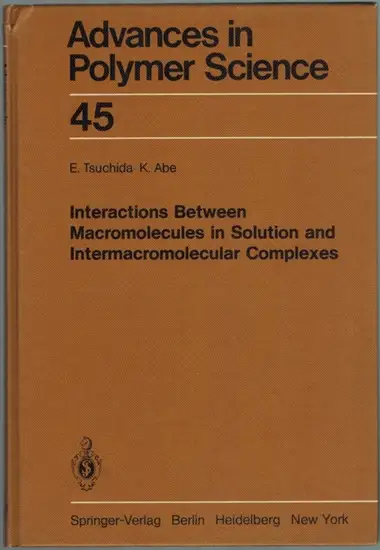 Advances in
Polymer Science
45
E. Tsuchida K. Abe
Interactions Between
Macromolecules in Solution and
Intermacromolecular Complexes
Springer-Verlag Berlin Heidelberg New York